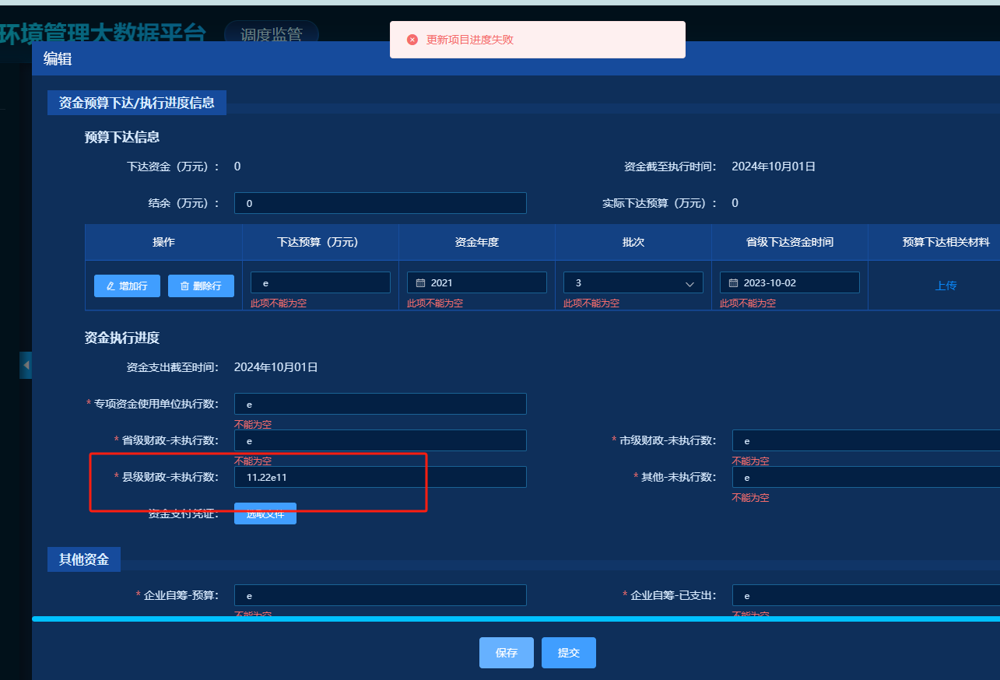 环境管理大数据平台 调度监管
更新项目进度失败
编辑
资金预算下达/执行进度信息
预算下达信息
下达资金（万元）： 0 资金截至执行时间： 2024年10月01日
结余（万元）： 0 实际下达预算（万元）： 0
操作 下达预算（万元） 资金年度 批次 省级下达资金时间 预算下达相关材料
增加行 删除行 e 2021 3 2023-10-02 上传
此项不能为空 此项不能为空 此项不能为空 此项不能为空
资金执行进度
资金支出截至时间： 2024年10月01日
* 专项资金使用单位执行数： e
不能为空
* 省级财政-未执行数： e * 市级财政-未执行数： e
不能为空 不能为空
* 县级财政-未执行数： 11.22e11 * 其他-未执行数： e
不能为空
资金支付凭证： 选取文件
其他资金
* 企业自筹-预算： e * 企业自筹-已支出： e
不能为空 不能为空
保存 提交